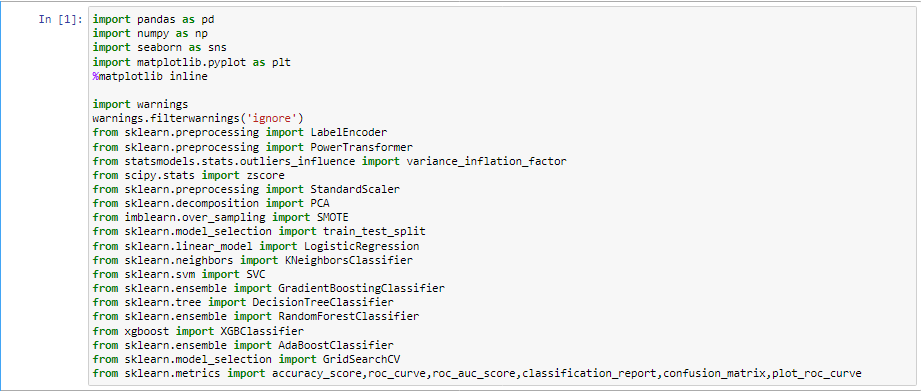 In [1]: import pandas as pd
import numpy as np
import seaborn as sns
import matplotlib.pyplot as plt
%matplotlib inline
import warnings
warnings.filterwarnings('ignore')
from sklearn.preprocessing import LabelEncoder
from sklearn.preprocessing import PowerTransformer
from statsmodels.stats.outliers_influence import variance_inflation_factor
from scipy.stats import zscore
from sklearn.preprocessing import StandardScaler
from sklearn.decomposition import PCA
from imblearn.over_sampling import SMOTE
from sklearn.model_selection import train_test_split
from sklearn.linear_model import LogisticRegression
from sklearn.neighbors import KNeighborsClassifier
from sklearn.svm import SVC
from sklearn.ensemble import GradientBoostingClassifier
from sklearn.tree import DecisionTreeClassifier
from sklearn.ensemble import RandomForestClassifier
from xgboost import XGBClassifier
from sklearn.ensemble import AdaBoostClassifier
from sklearn.model_selection import GridSearchCV
from sklearn.metrics import accuracy_score,roc_curve,roc_auc_score,classification_report,confusion_matrix,plot_roc_curve